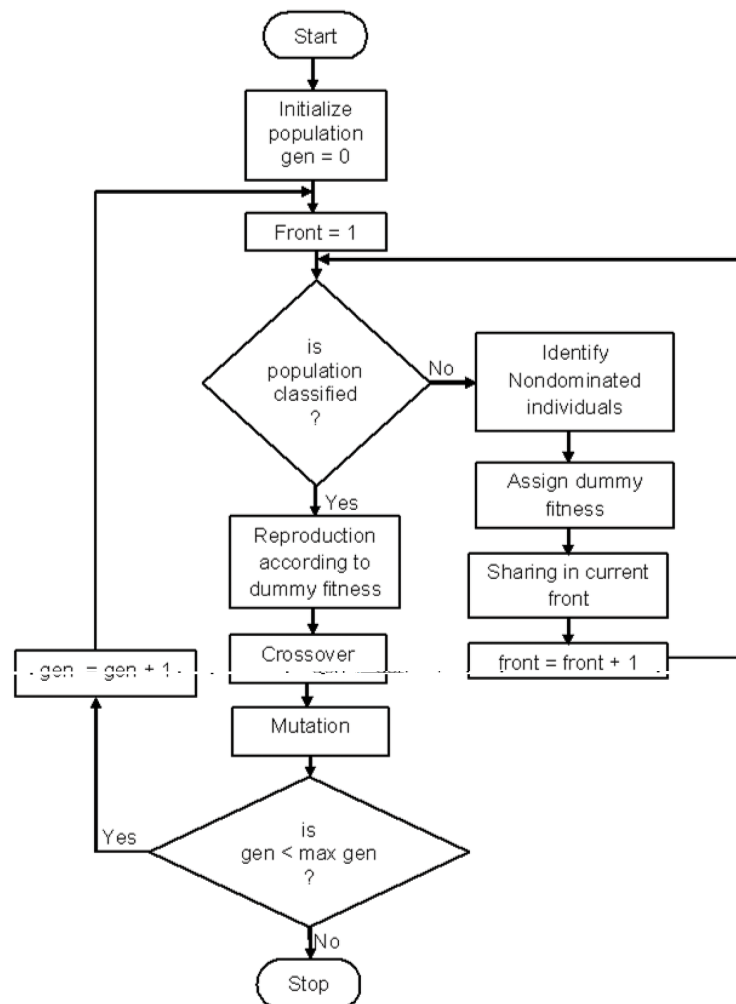 Start
Initialize
population
gen = 0
Front = 1
is
population
classified
?
No
Identify
Nondominated
individuals
Assign dummy
fitness
Sharing in current
front
front = front + 1
Yes
Reproduction
according to
dummy fitness
Crossover
Mutation
is
gen < max gen
?
Yes
gen = gen + 1
No
Stop